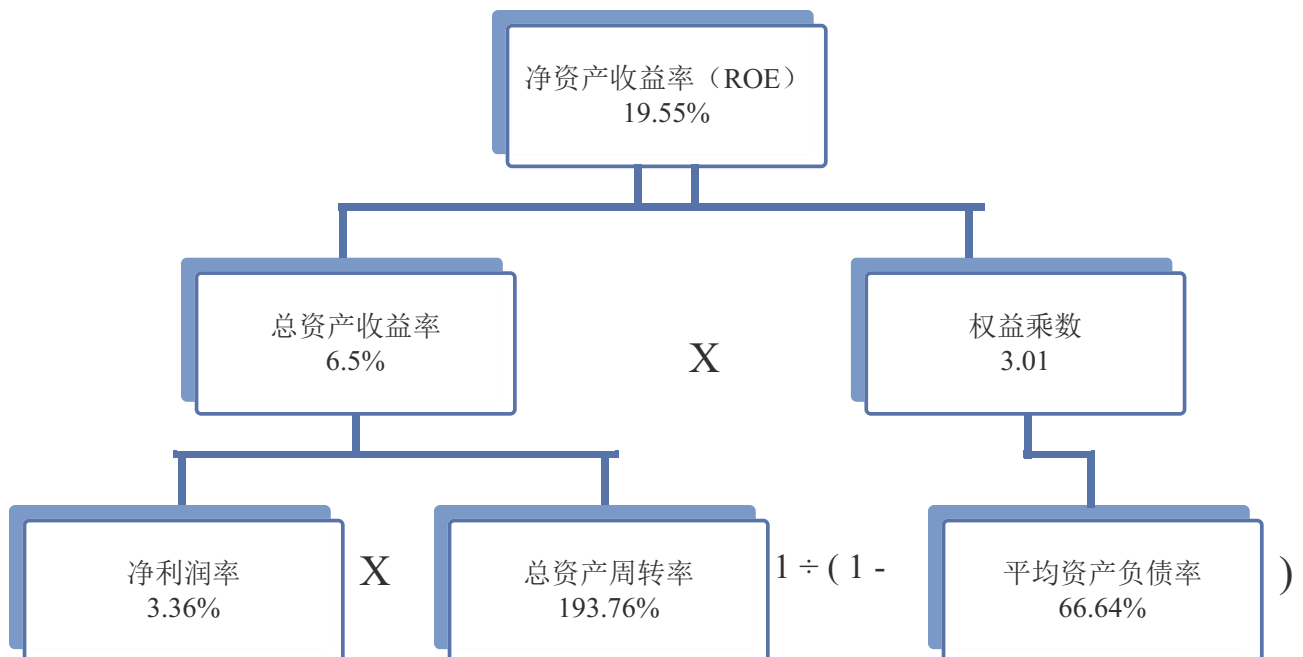 净资产收益率（ROE）
19.55%
总资产收益率
6.5%
X
权益乘数
3.01
净利润率
3.36%
X
总资产周转率
193.76%
1 ÷ ( 1 -
平均资产负债率
66.64%
)